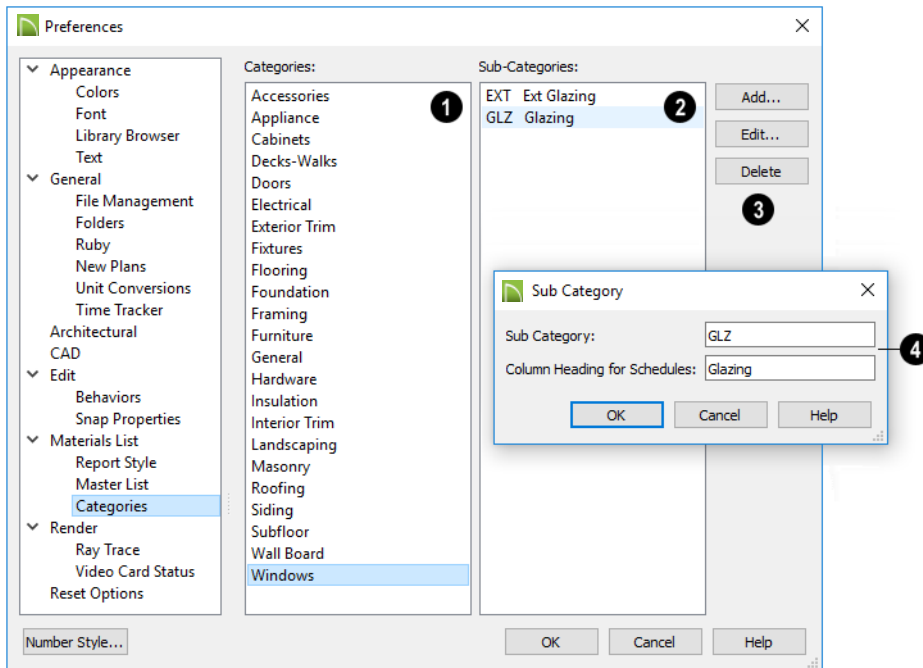 Preferences
Appearance
Colors
Font
Library Browser
Text
General
File Management
Folders
Ruby
New Plans
Unit Conversions
Time Tracker
Architectural
CAD
Edit
Behaviors
Snap Properties
Materials List
Report Style
Master List
Categories
Render
Ray Trace
Video Card Status
Reset Options
Categories:
1
Accessories
Appliance
Cabinets
Decks-Walks
Doors
Electrical
Exterior Trim
Fixtures
Flooring
Foundation
Framing
Furniture
General
Hardware
Insulation
Interior Trim
Landscaping
Masonry
Roofing
Siding
Subfloor
Wall Board
Windows
Sub-Categories:
EXT Ext Glazing
GLZ Glazing
2
Add...
Edit...
Delete
3
Sub Category
Sub Category: GLZ
Column Heading for Schedules: Glazing
4
OK Cancel Help
Number Style... OK Cancel Help